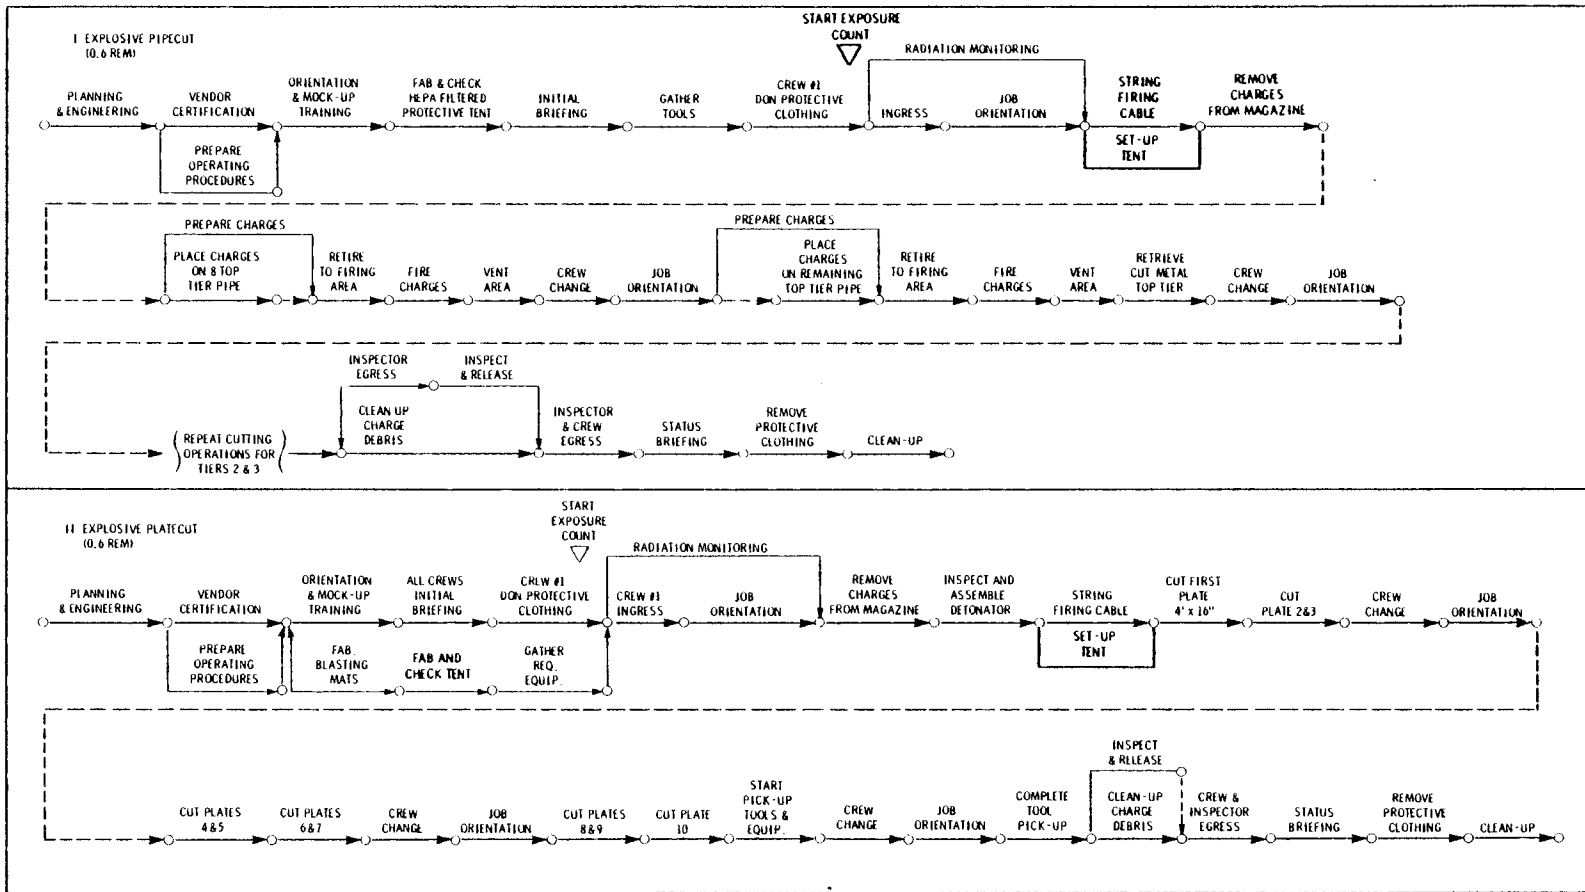 I EXPLOSIVE PIPECUT
(0.6 REM)
START EXPOSURE
COUNT
RADIATION MONITORING
PLANNING
& ENGINEERING
VENDOR
CERTIFICATION
ORIENTATION
& MOCK-UP
TRAINING
FAB & CHECK
HEPA FILTERED
PROTECTIVE TENT
INITIAL
BRIEFING
GATHER
TOOLS
CREW #1
DON PROTECTIVE
CLOTHING
INGRESS
JOB
ORIENTATION
STRING
FIRING
CABLE
REMOVE
CHARGES
FROM MAGAZINE
PREPARE
OPERATING
PROCEDURES
SET-UP
TENT
PREPARE CHARGES
PLACE CHARGES
ON 8 TOP
TIER PIPE
RETIRE
TO FIRING
AREA
FIRE
CHARGES
VENT
AREA
CREW
CHANGE
JOB
ORIENTATION
PREPARE CHARGES
PLACE
CHARGES
ON REMAINING
TOP TIER PIPE
RETIRE
TO FIRING
AREA
FIRE
CHARGES
VENT
AREA
RETRIEVE
CUT METAL
TOP TIER
CREW
CHANGE
JOB
ORIENTATION
INSPECTOR
EGRESS
INSPECT
& RELEASE
(REPEAT CUTTING
OPERATIONS FOR
TIERS 2 & 3)
CLEAN UP
CHARGE
DEBRIS
INSPECTOR
& CREW
EGRESS
STATUS
BRIEFING
REMOVE
PROTECTIVE
CLOTHING
CLEAN-UP
II EXPLOSIVE PLATECUT
(0.6 REM)
START
EXPOSURE
COUNT
RADIATION MONITORING
PLANNING
& ENGINEERING
VENDOR
CERTIFICATION
ORIENTATION
& MOCK-UP
TRAINING
ALL CREWS
INITIAL
BRIEFING
CREW #1
DON PROTECTIVE
CLOTHING
CREW #1
INGRESS
JOB
ORIENTATION
REMOVE
CHARGES
FROM MAGAZINE
INSPECT AND
ASSEMBLE
DETONATOR
STRING
FIRING CABLE
CUT FIRST
PLATE
4' x 16"
CUT
PLATE 2&3
CREW
CHANGE
JOB
ORIENTATION
PREPARE
OPERATING
PROCEDURES
FAB.
BLASTING
MATS
FAB AND
CHECK TENT
GATHER
REQ.
EQUIP.
SET-UP
TENT
CUT PLATES
4&5
CUT PLATES
6&7
CREW
CHANGE
JOB
ORIENTATION
CUT PLATES
8&9
CUT PLATE
10
START
PICK-UP
TOOLS &
EQUIP.
CREW
CHANGE
JOB
ORIENTATION
COMPLETE
TOOL
PICK-UP
INSPECT
& RELEASE
CLEAN-UP
CHARGE
DEBRIS
CREW &
INSPECTOR
EGRESS
STATUS
BRIEFING
REMOVE
PROTECTIVE
CLOTHING
CLEAN-UP